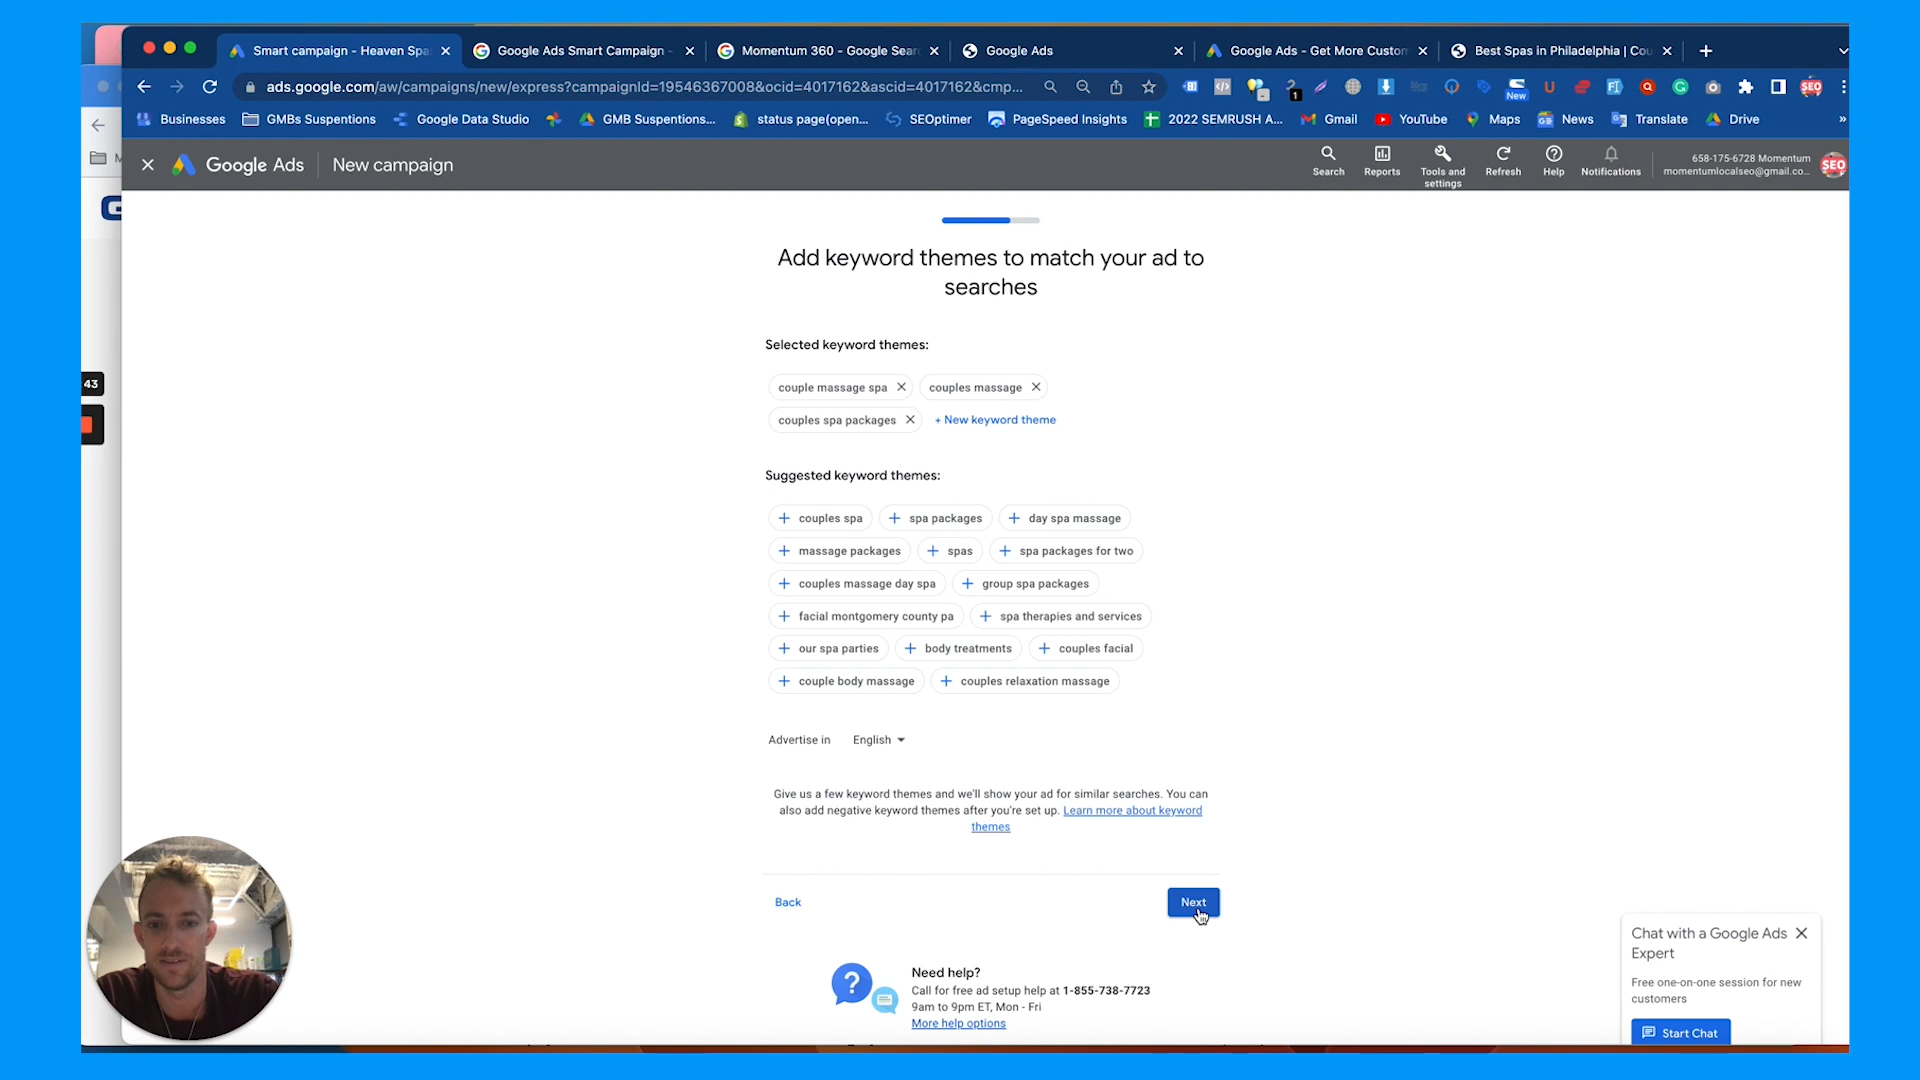 Smart campaign - Heaven Spa
Google Ads Smart Campaign -
Momentum 360 - Google Sear
Google Ads
Google Ads - Get More Custom
Best Spas in Philadelphia | Cou
ads.google.com/aw/campaigns/new/express?campaignId=19546367008&ocid=4017162&ascid=4017162&cmp...
New
1
SEO
Businesses
GMBs Suspentions
Google Data Studio
GMB Suspentions...
status page(open...
SEOptimer
PageSpeed Insights
2022 SEMRUSH A...
Gmail
YouTube
Maps
News
Translate
Drive
»
Google Ads
New campaign
Search
Reports
Tools and
settings
Refresh
Help
Notifications
658-175-6728 Momentum
momentumlocalseo@gmail.co...
SEO
43
Add keyword themes to match your ad to
searches
Selected keyword themes:
couple massage spa
couples massage
couples spa packages
+ New keyword theme
Suggested keyword themes:
+ couples spa
+ spa packages
+ day spa massage
+ massage packages
+ spas
+ spa packages for two
+ couples massage day spa
+ group spa packages
+ facial montgomery county pa
+ spa therapies and services
+ our spa parties
+ body treatments
+ couples facial
+ couple body massage
+ couples relaxation massage
Advertise in English
Give us a few keyword themes and we'll show your ad for similar searches. You can
also add negative keyword themes after you're set up. Learn more about keyword
themes
Back
Next
Need help?
Call for free ad setup help at 1-855-738-7723
9am to 9pm ET, Mon - Fri
More help options
Chat with a Google Ads
Expert
Free one-on-one session for new
customers
Start Chat